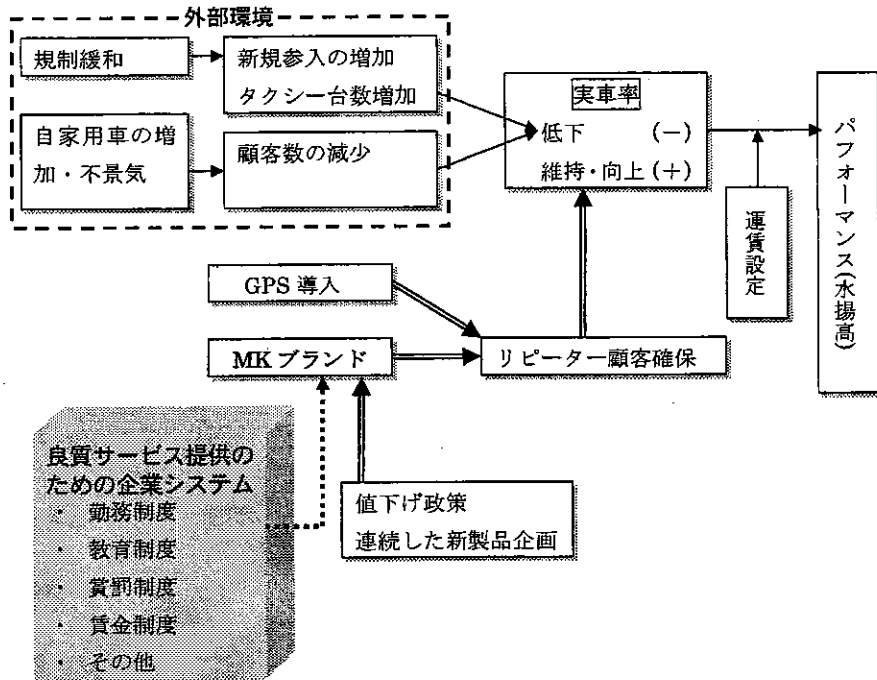 外部環境
規制緩和
新規参入の増加
タクシー台数増加
自家用車の増
加・不景気
顧客数の減少
実車率
低下 (－)
維持・向上(＋)
運賃設定
パフォーマンス(水揚高)
GPS 導入
MK ブランド
リピーター顧客確保
良質サービス提供の
ための企業システム
・ 勤務制度
・ 教育制度
・ 賞罰制度
・ 賃金制度
・ その他
値下げ政策
連続した新製品企画